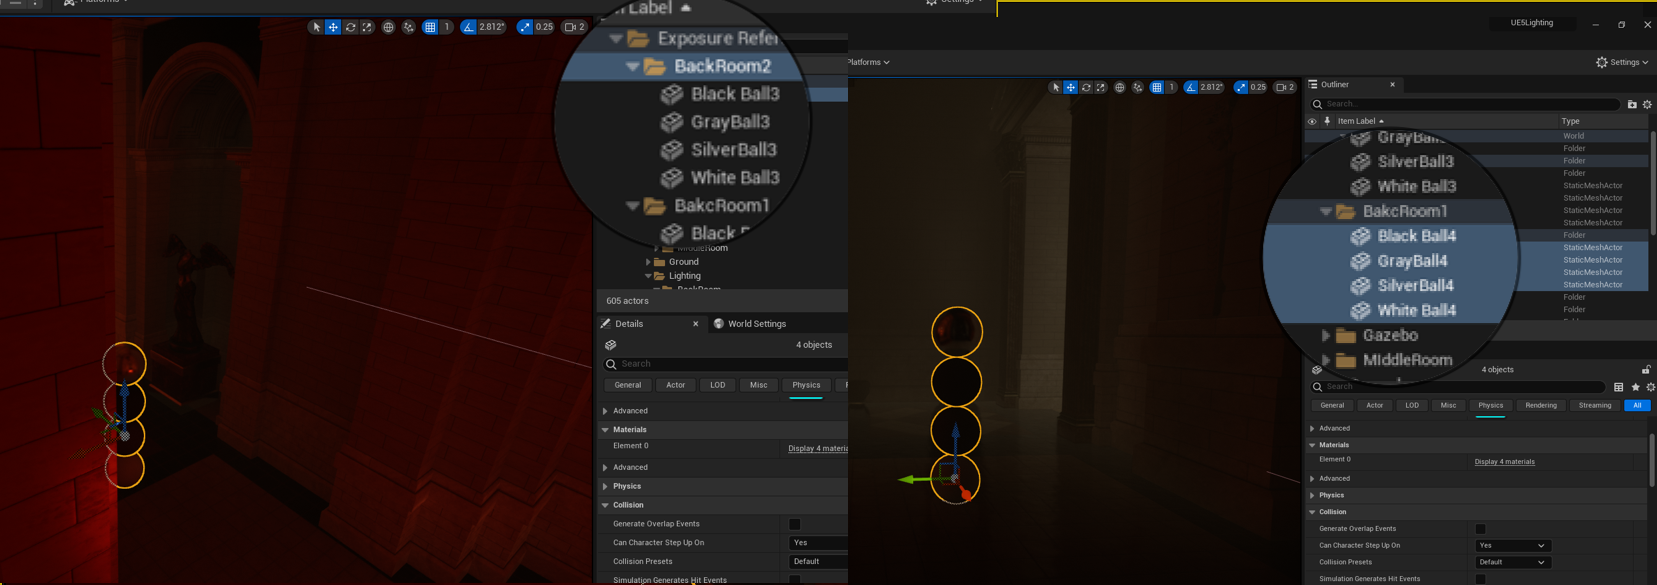 Platforms
Settings
1
2.812°
0.25
2
Label
Exposure Refer
BackRoom2
Black Ball3
GrayBall3
SilverBall3
White Ball3
BakcRoom1
Black
MiddleRoom
Ground
Lighting
BackRoom
605 actors
Details
World Settings
4 objects
Search
General
Actor
LOD
Misc
Physics
Advanced
Materials
Element 0
Display 4 materia
Advanced
Physics
Collision
Generate Overlap Events
Can Character Step Up On
Yes
Collision Presets
Default
Simulation Generates Hit Events
UE5Lighting
Platforms
Settings
1
2.812°
0.25
2
Outliner
Search...
Item Label
Type
World
Folder
Folder
Folder
StaticMeshActor
StaticMeshActor
StaticMeshActor
StaticMeshActor
Folder
StaticMeshActor
StaticMeshActor
StaticMeshActor
StaticMeshActor
Folder
Folder
GrayBall3
SilverBall3
White Ball3
BakcRoom1
Black Ball4
GrayBall4
SilverBall4
White Ball4
Gazebo
MIddleRoom
4 objects
Search
General
Actor
LOD
Misc
Physics
Rendering
Streaming
All
Advanced
Materials
Element 0
Display 4 materials
Advanced
Physics
Collision
Generate Overlap Events
Can Character Step Up On
Yes
Collision Presets
Default
Simulation Generates Hit Events